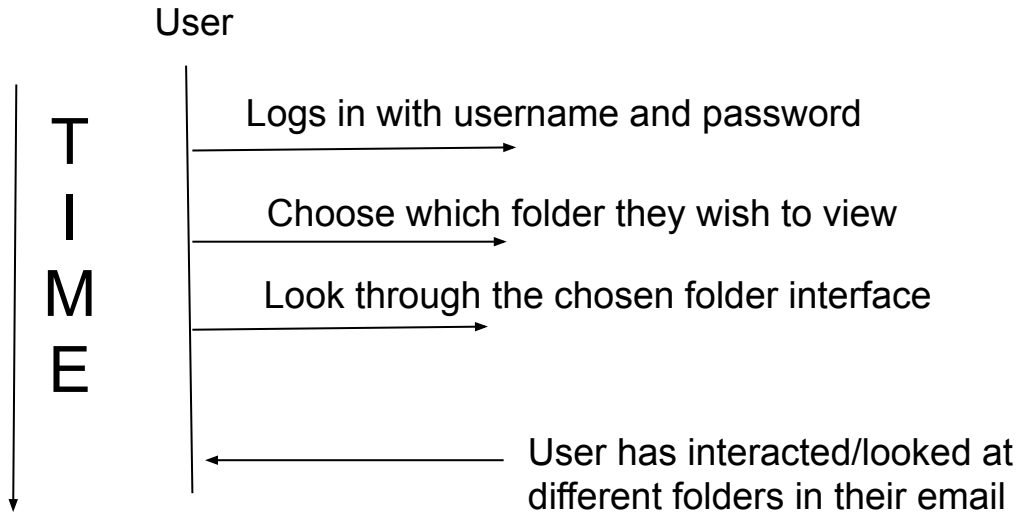 User
T
I
M
E
Logs in with username and password
Choose which folder they wish to view
Look through the chosen folder interface
User has interacted/looked at
different folders in their email